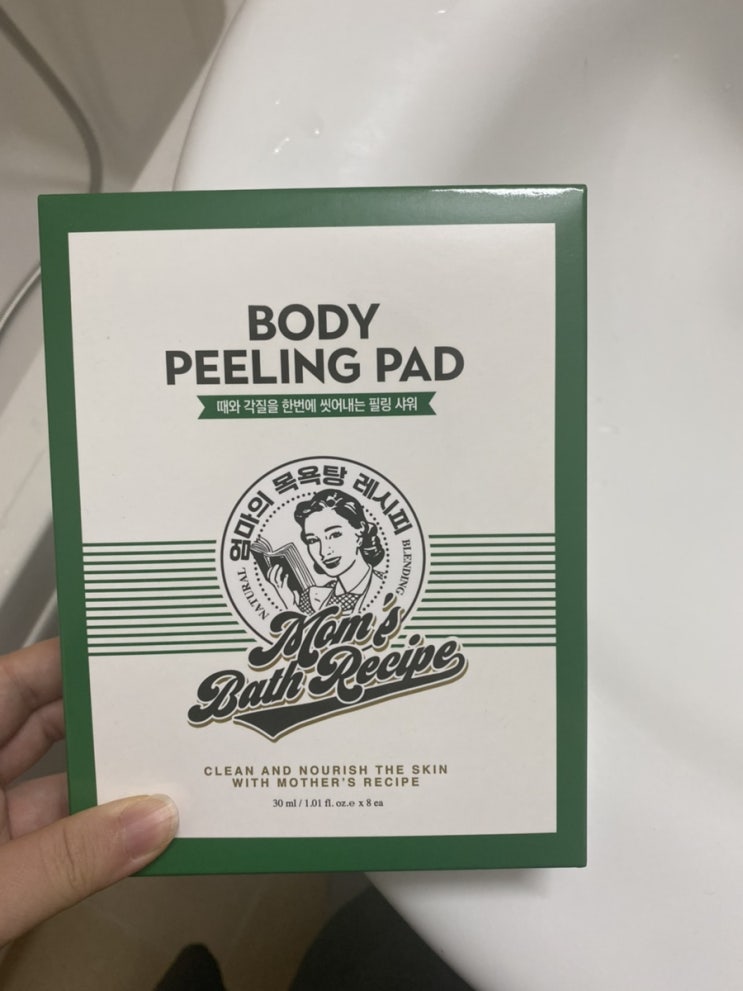 BODY
PEELING PAD
때와 각질을 한번에 씻어내는 필링 샤워
엄마의 목욕탕 레시피
NATURAL
BLENDING
Mom's
Bath Recipe
CLEAN AND NOURISH THE SKIN
WITH MOTHER'S RECIPE
30 ml / 1.01 fl. oz.e x 8 ea